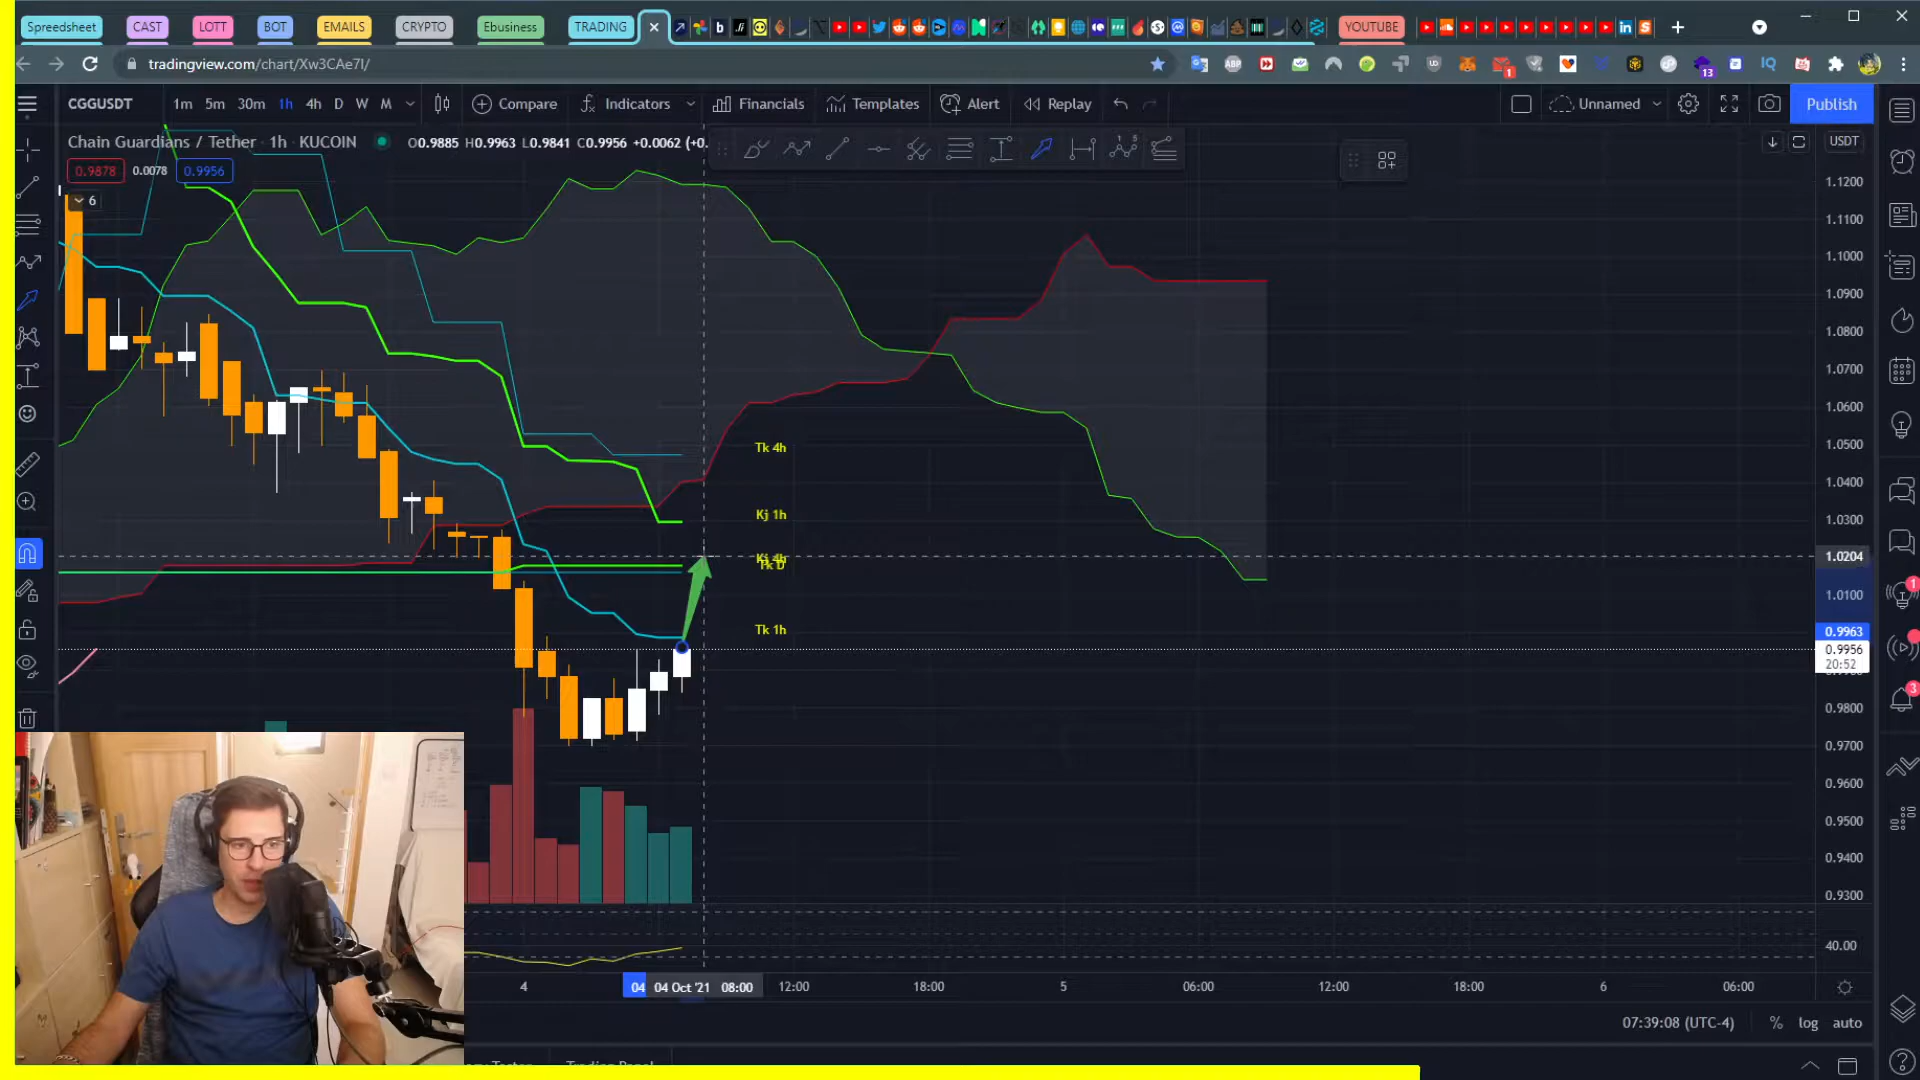 Spreedsheet CAST LOTT BOT EMAILS CRYPTO Ebusiness TRADING YOUTUBE
tradingview.com/chart/Xw3CAe7I/
CGGUSDT 1m 5m 30m 1h 4h D W M Compare Indicators Financials Templates Alert Replay Unnamed Publish
Chain Guardians / Tether · 1h · KUCOIN O0.9885 H0.9963 L0.9841 C0.9956 +0.0062 (+0. USDT
0.9878 0.0078 0.9956
6
1.1200
1.1100
1.1000
1.0900
1.0800
1.0700
1.0600
1.0500
1.0400
1.0300
1.0204
1.0100
0.9963
0.9956
20:52
0.9800
0.9700
0.9600
0.9500
0.9400
0.9300
40.00
Tk 4h
Kj 1h
Kj 4h
Tk D
Tk 1h
4 04 04 Oct '21 08:00 12:00 18:00 5 06:00 12:00 18:00 6 06:00
07:39:08 (UTC-4) % log auto